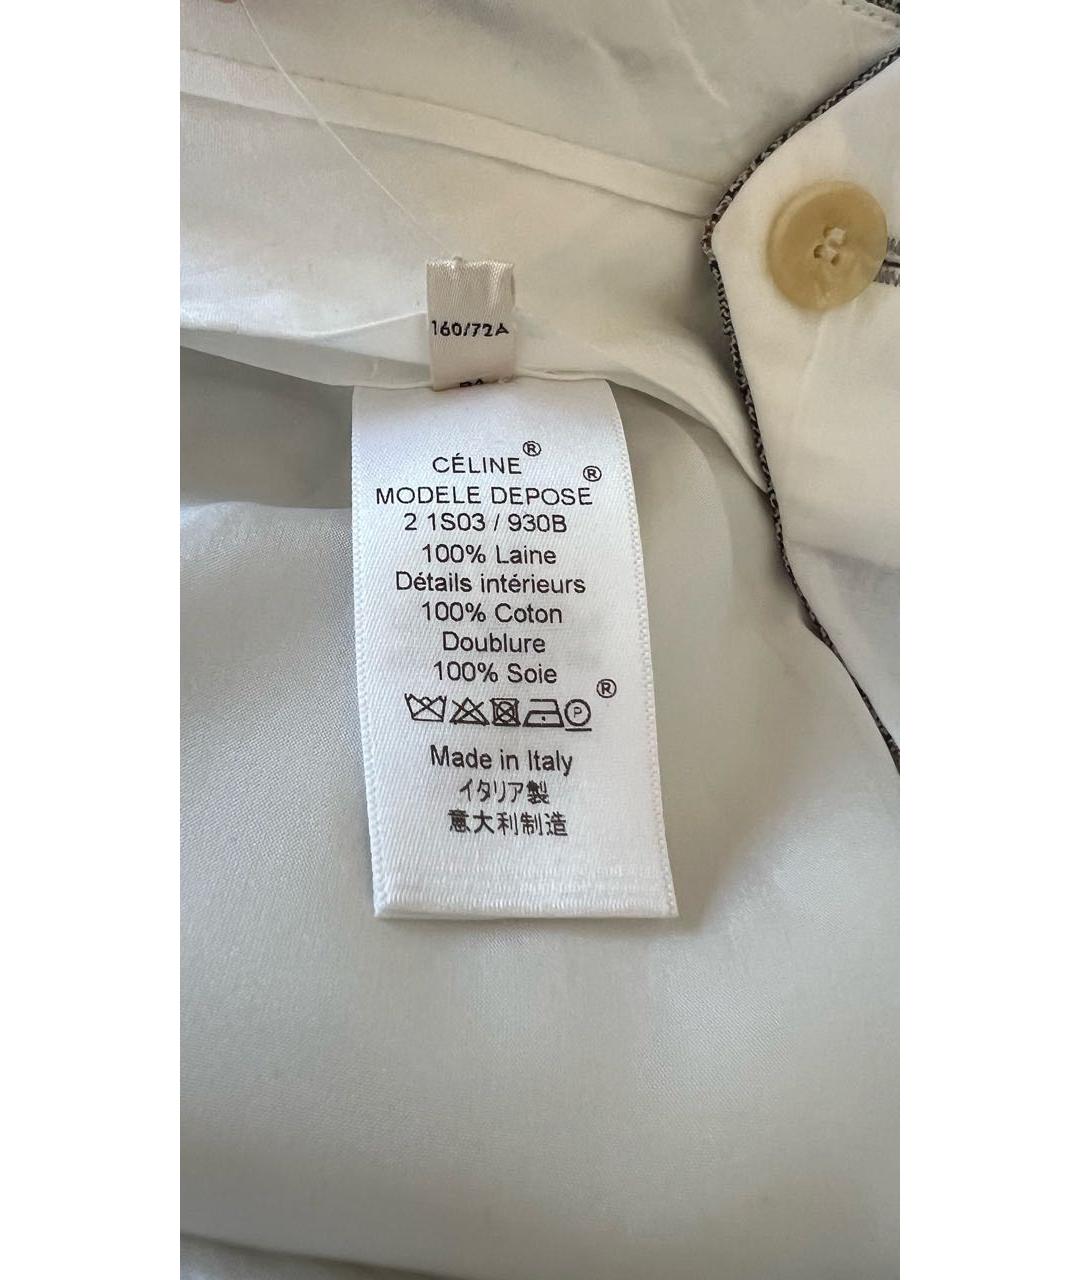 160/72A
CÉLINE®
MODELE DEPOSE®
2 1S03 / 930B
100% Laine
Détails intérieurs
100% Coton
Doublure
100% Soie
P ®
Made in Italy
イタリア製
意大利制造